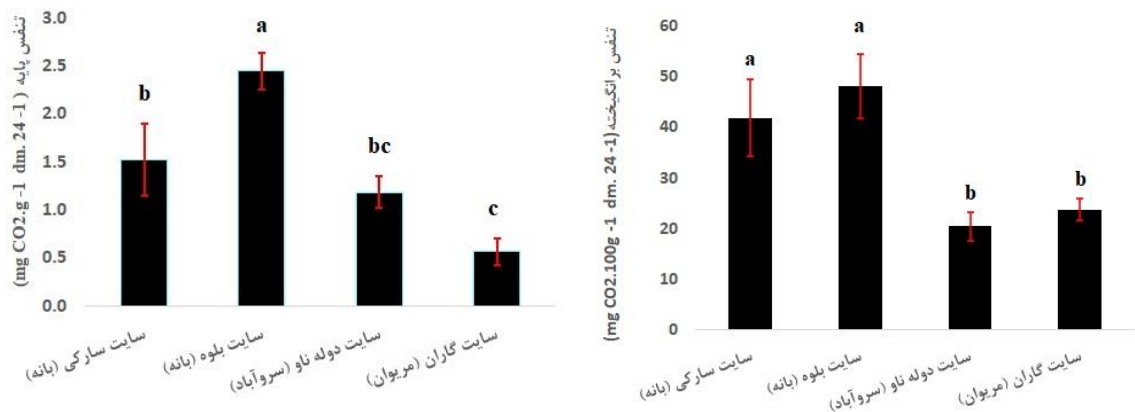 تنفس پایه (mg CO2.g -1 dm. 24 -1)
3.0
2.5
2.0
1.5
1.0
0.5
0.0
b
a
bc
c
سایت سارکی (بانه)
سایت بلوه (بانه)
سایت دوله ناو (سروآباد)
سایت گاران (مریوان)
تنفس برانگیخته (mg CO2.100g -1 dm. 24 -1)
60
50
40
30
20
10
0
a
a
b
b
سایت سارکی (بانه)
سایت بلوه (بانه)
سایت دوله ناو (سروآباد)
سایت گاران (مریوان)